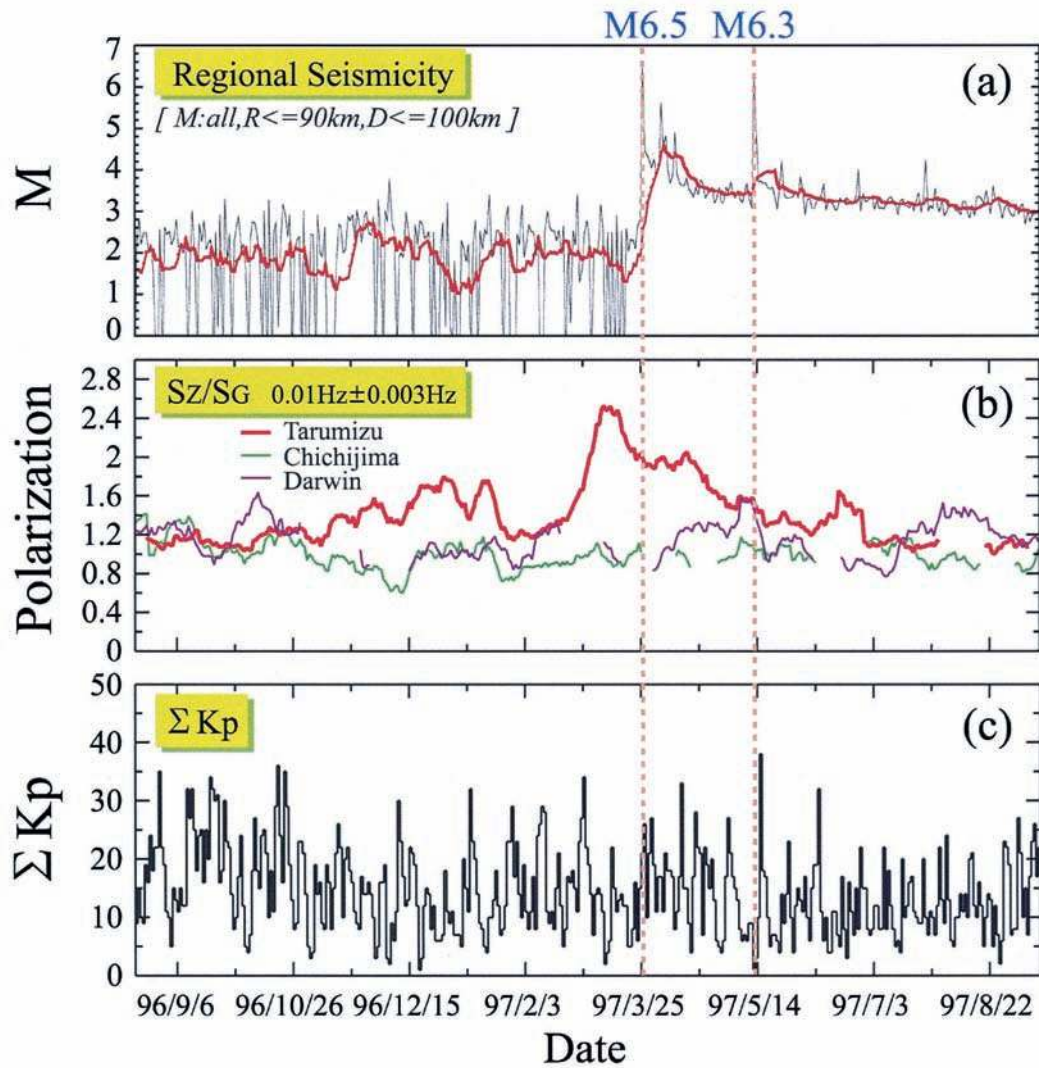 M6.5 M6.3
7
6
5
4
3
2
1
0
M
Regional Seismicity
[ M:all,R<=90km,D<=100km ]
(a)
2.8
2.4
2
1.6
1.2
0.8
0.4
0
Polarization
SZ/SG 0.01Hz±0.003Hz
Tarumizu
Chichijima
Darwin
(b)
50
40
30
20
10
0
ΣKp
ΣKp
(c)
96/9/6 96/10/26 96/12/15 97/2/3 97/3/25 97/5/14 97/7/3 97/8/22
Date